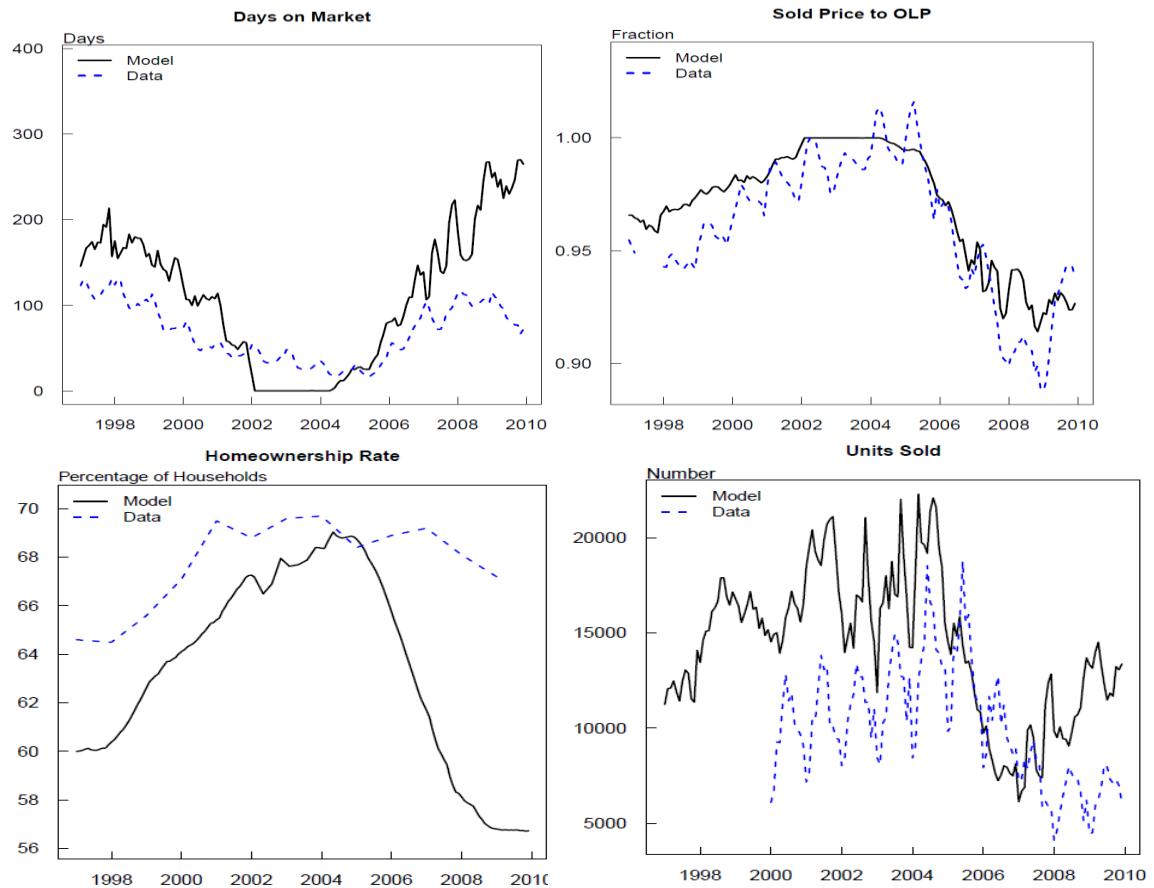 Days on Market
Days
400
300
200
100
0
Model
Data
1998 2000 2002 2004 2006 2008 2010
Sold Price to OLP
Fraction
1.00
0.95
0.90
Model
Data
1998 2000 2002 2004 2006 2008 2010
Homeownership Rate
Percentage of Households
70
68
66
64
62
60
58
56
Model
Data
1998 2000 2002 2004 2006 2008 2010
Units Sold
Number
20000
15000
10000
5000
Model
Data
1998 2000 2002 2004 2006 2008 2010